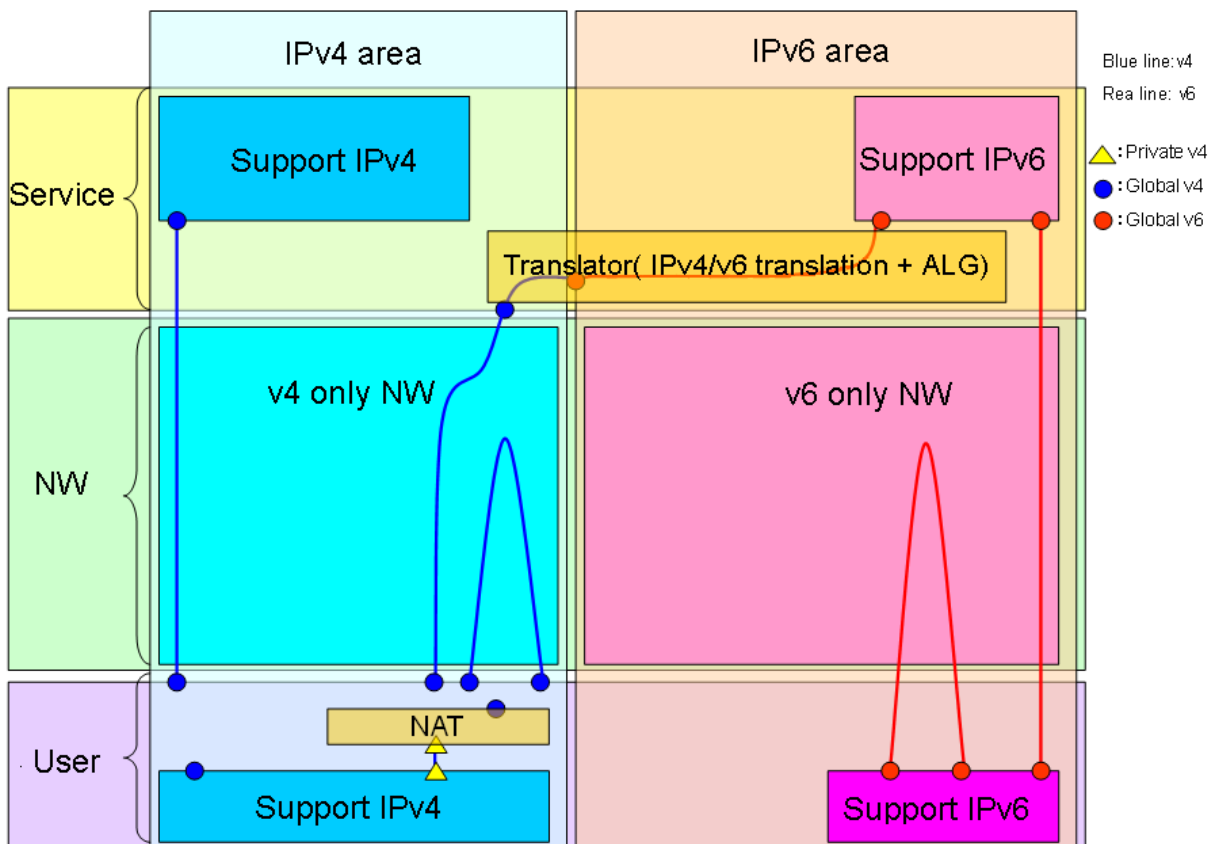 IPv4 area
IPv6 area
Blue line: v4
Rea line: v6
: Private v4
: Global v4
: Global v6
Service
Support IPv4
Support IPv6
Translator( IPv4/v6 translation + ALG)
NW
v4 only NW
v6 only NW
User
NAT
Support IPv4
Support IPv6